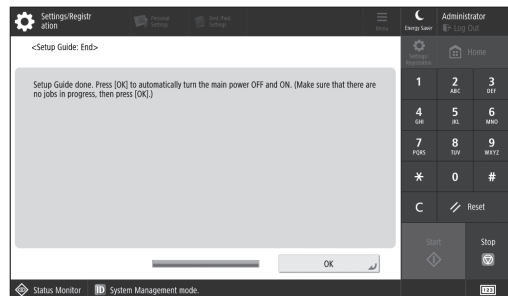 Settings/Registr
ation
Personal
Settings
Dest./Fwd.
Settings
Menu
Energy Saver
Administrator
Log Out
<Setup Guide: End>
Settings/
Registration
Home
Setup Guide done. Press [OK] to automatically turn the main power OFF and ON. (Make sure that there are
no jobs in progress, then press [OK].)
1
2
ABC
3
DEF
4
GHI
5
JKL
6
MNO
7
PQRS
8
TUV
9
WXYZ
*
0
#
C
Reset
Start
Stop
OK
Status Monitor
ID System Management mode.
123